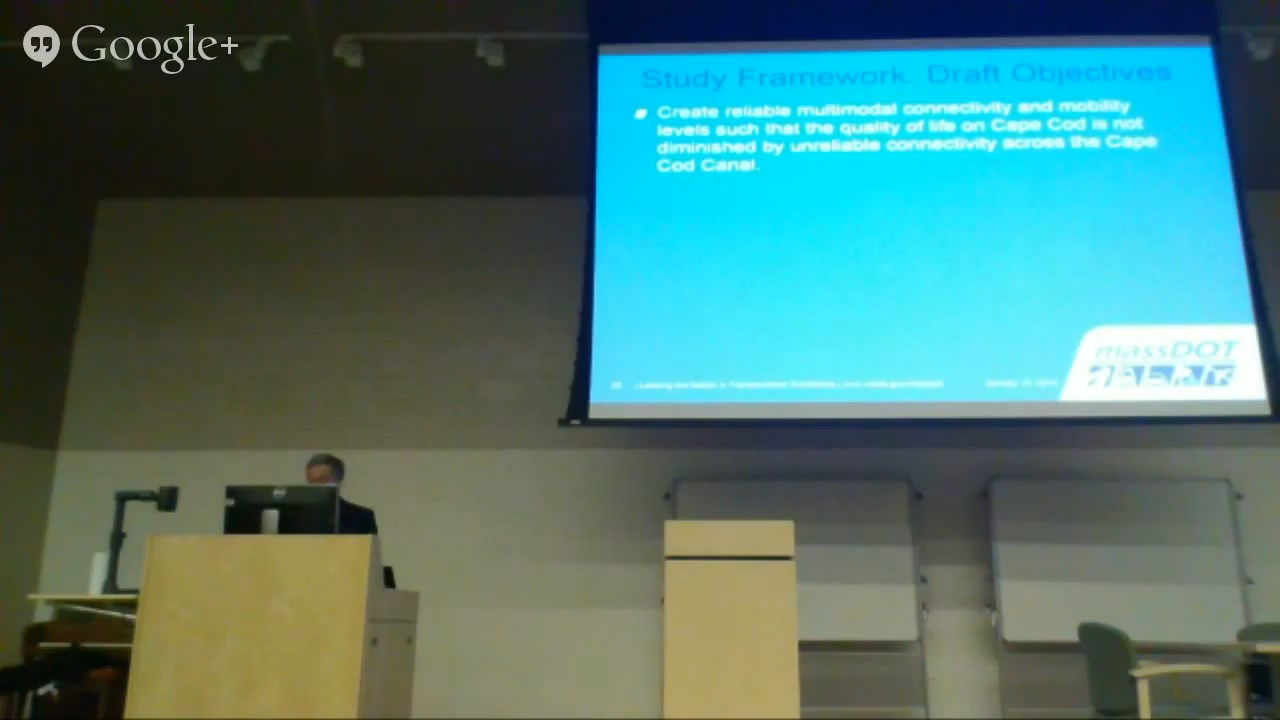 Google+
Study Framework: Draft Objectives
Create reliable multimodal connectivity and mobility
levels such that the quality of life on Cape Cod is not
diminished by unreliable connectivity across the Cape
Cod Canal.
massDOT